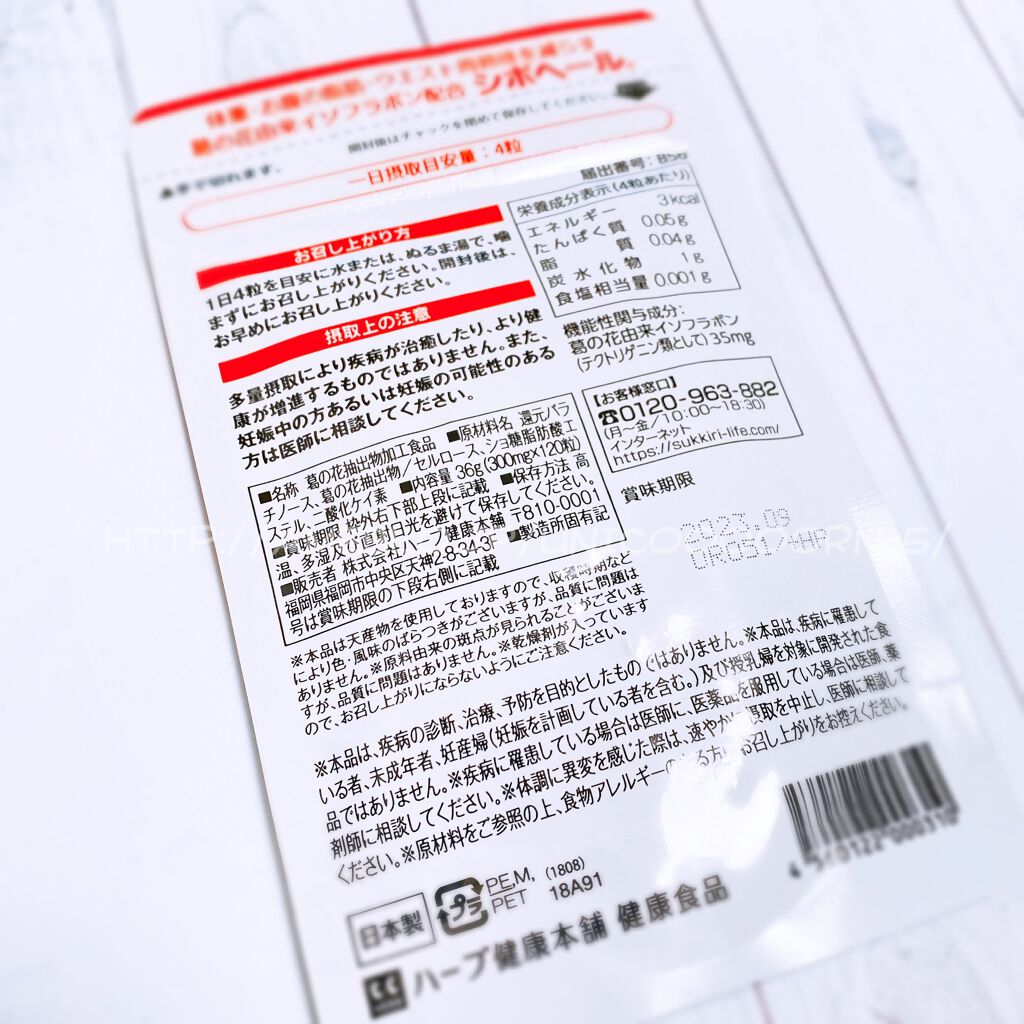 体重・お腹の脂肪・ウエスト周囲径を減らす
葛の花由来イソフラボン配合 シボヘール®
開封後はチャックを閉めて保存してください。
手で切れます。
一日摂取目安量:4粒
お召し上がり方
1日4粒を目安に水または、ぬるま湯で、噛
まずにお召し上がりください。開封後は、
お早めにお召し上がりください。
摂取上の注意
多量摂取により疾病が治癒したり、より健
康が増進するものではありません。また、
妊娠中の方あるいは妊娠の可能性のある
方は医師に相談してください。
届出番号:B56
栄養成分表示(4粒あたり)
エネルギー 3kcal
たんぱく質 0.05g
脂質 0.04g
炭水化物 1g
食塩相当量 0.001g
機能性関与成分:
葛の花由来イソフラボン
(テクトリゲニン類として)35mg
【お客様窓口】
☎0120-963-882
(月〜金/10:00〜18:30)
インターネット
https://sukkiri-life.com/
■名称 葛の花抽出物加工食品 ■原材料名 還元パラ
チノース、葛の花抽出物/セルロース、ショ糖脂肪酸エ
ステル、二酸化ケイ素 ■内容量 36g(300mg×120粒)
■賞味期限 枠外右下部上段に記載 ■保存方法 高
温、多湿及び直射日光を避けて保存してください。
■販売者 株式会社ハーブ健康本舗 〒810-0001
福岡県福岡市中央区天神2-8-34-3F ■製造所固有記
号は賞味期限の下段右側に記載
賞味期限
2023.09
※本品は天産物を使用しておりますので、収穫時期など
により色・風味のばらつきがございますが、品質に問題は
ありません。※原料由来の斑点が見られることがございま
すが、品質に問題はありません。※乾燥剤が入っています
ので、お召し上がりにならないようにご注意ください。
※本品は、疾病の診断、治療、予防を目的としたものではありません。※本品は、疾病に罹患して
いる者、未成年者、妊産婦(妊娠を計画している者を含む。)及び授乳婦を対象に開発された食
品ではありません。※疾病に罹患している場合は医師に、医薬品を服用している場合は医師、薬
剤師に相談してください。※体調に異変を感じた際は、速やかに摂取を中止し、医師に相談して
ください。※原材料をご参照の上、食物アレルギーのある方はお召し上がりをお控えください。
日本製
プラ
PE,M,
PET
(1808)
18A91
ハーブ健康本舗 健康食品